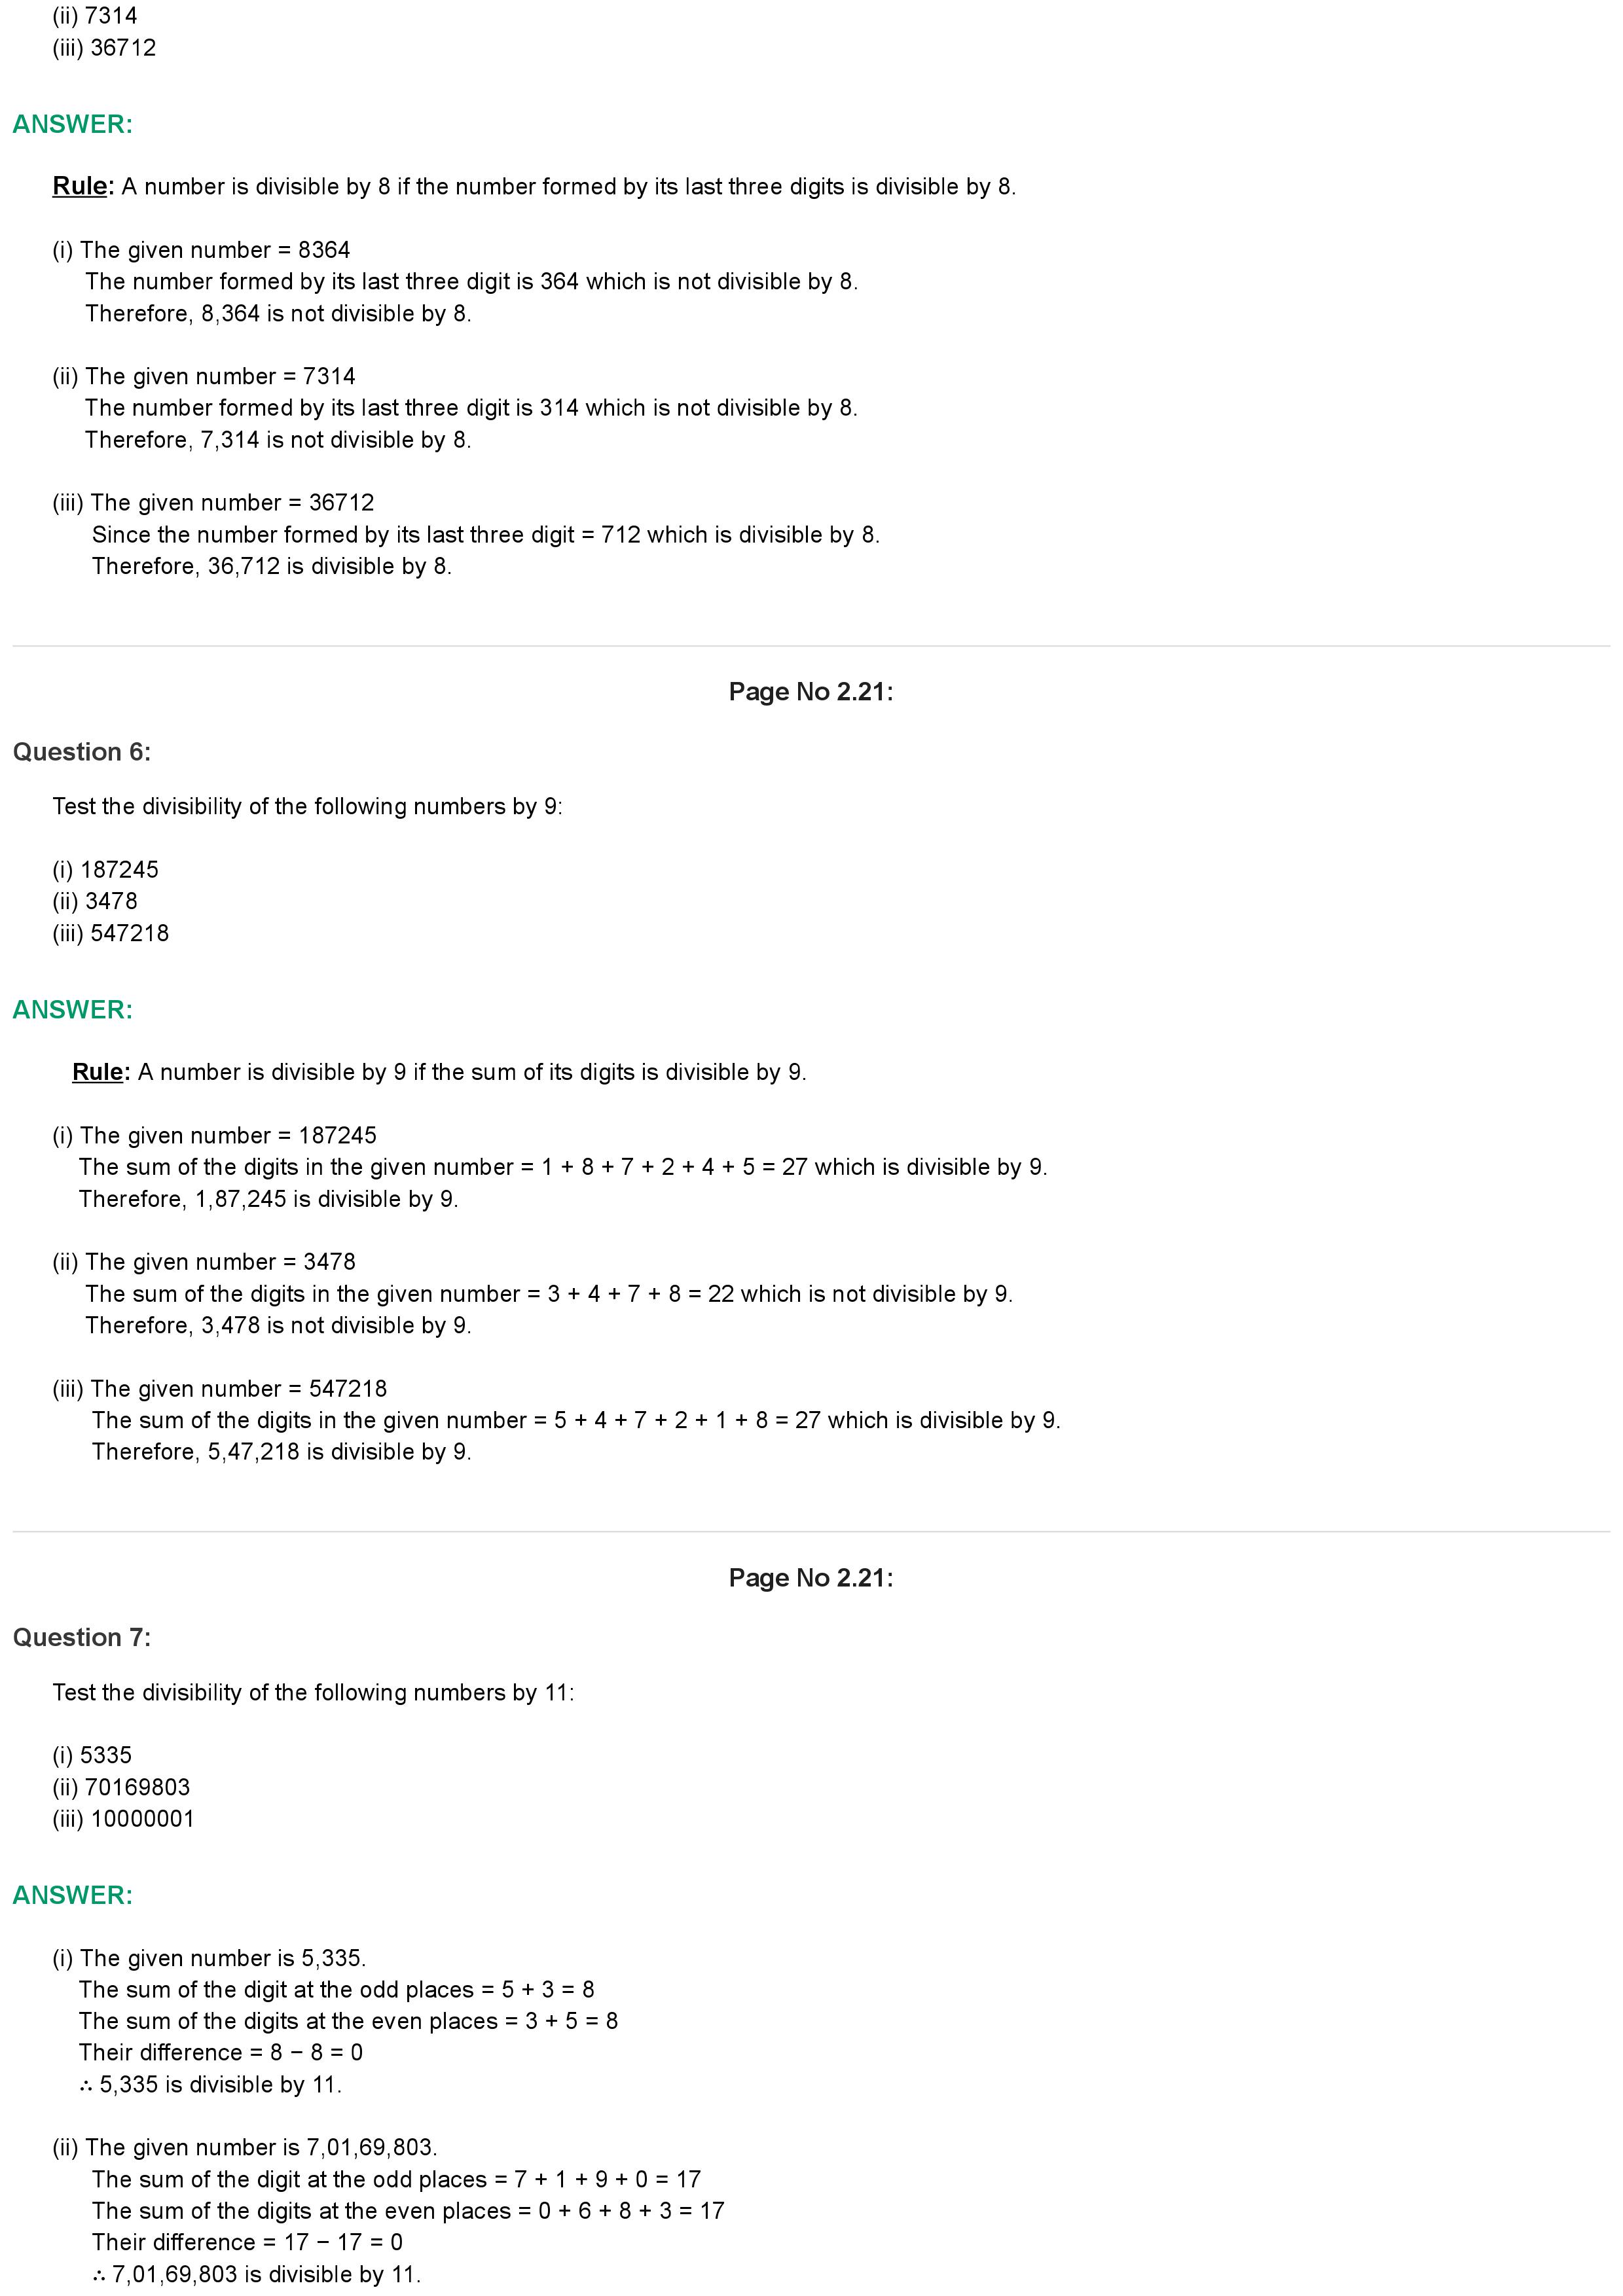 (ii) 7314
(iii) 36712
ANSWER:
Rule: A number is divisible by 8 if the number formed by its last three digits is divisible by 8.
(i) The given number = 8364
The number formed by its last three digit is 364 which is not divisible by 8.
Therefore, 8,364 is not divisible by 8.
(ii) The given number = 7314
The number formed by its last three digit is 314 which is not divisible by 8.
Therefore, 7,314 is not divisible by 8.
(iii) The given number = 36712
Since the number formed by its last three digit = 712 which is divisible by 8.
Therefore, 36,712 is divisible by 8.
Page No 2.21:
Question 6:
Test the divisibility of the following numbers by 9:
(i) 187245
(ii) 3478
(iii) 547218
ANSWER:
Rule: A number is divisible by 9 if the sum of its digits is divisible by 9.
(i) The given number = 187245
The sum of the digits in the given number = 1 + 8 + 7 + 2 + 4 + 5 = 27 which is divisible by 9.
Therefore, 1,87,245 is divisible by 9.
(ii) The given number = 3478
The sum of the digits in the given number = 3 + 4 + 7 + 8 = 22 which is not divisible by 9.
Therefore, 3,478 is not divisible by 9.
(iii) The given number = 547218
The sum of the digits in the given number = 5 + 4 + 7 + 2 + 1 + 8 = 27 which is divisible by 9.
Therefore, 5,47,218 is divisible by 9.
Page No 2.21:
Question 7:
Test the divisibility of the following numbers by 11:
(i) 5335
(ii) 70169803
(iii) 10000001
ANSWER:
(i) The given number is 5,335.
The sum of the digit at the odd places = 5 + 3 = 8
The sum of the digits at the even places = 3 + 5 = 8
Their difference = 8 − 8 = 0
∴ 5,335 is divisible by 11.
(ii) The given number is 7,01,69,803.
The sum of the digit at the odd places = 7 + 1 + 9 + 0 = 17
The sum of the digits at the even places = 0 + 6 + 8 + 3 = 17
Their difference = 17 − 17 = 0
∴ 7,01,69,803 is divisible by 11.